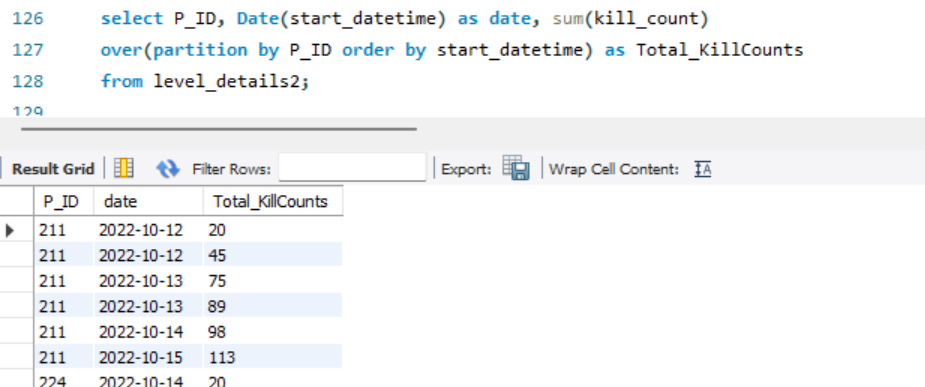 126 select P_ID, Date(start_datetime) as date, sum(kill_count)
127 over(partition by P_ID order by start_datetime) as Total_KillCounts
128 from level_details2;
129
Result Grid Filter Rows: Export: Wrap Cell Content: IA
P_ID date Total_KillCounts
211 2022-10-12 20
211 2022-10-12 45
211 2022-10-13 75
211 2022-10-13 89
211 2022-10-14 98
211 2022-10-15 113
224 2022-10-14 20